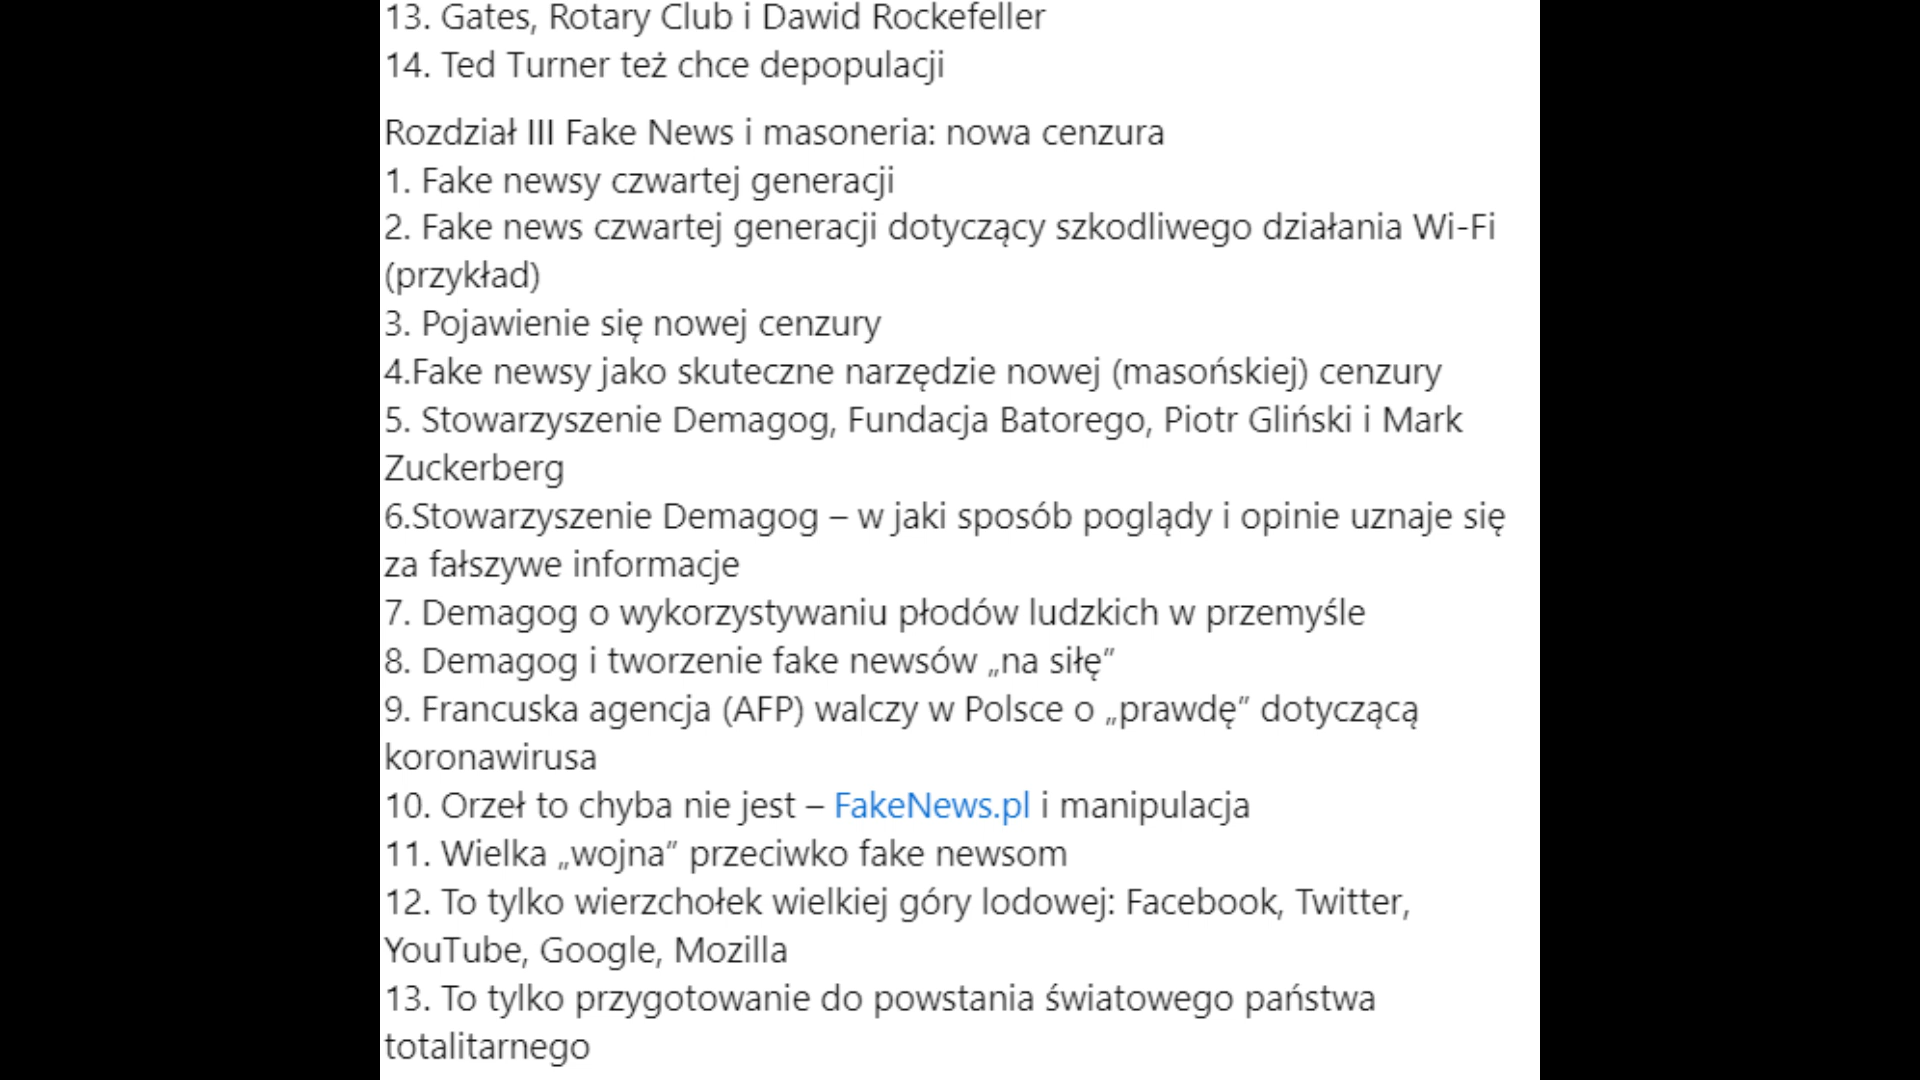 13. Gates, Rotary Club i Dawid Rockefeller
14. Ted Turner też chce depopulacji
Rozdział III Fake News i masoneria: nowa cenzura
1. Fake newsy czwartej generacji
2. Fake news czwartej generacji dotyczący szkodliwego działania Wi-Fi
(przykład)
3. Pojawienie się nowej cenzury
4.Fake newsy jako skuteczne narzędzie nowej (masońskiej) cenzury
5. Stowarzyszenie Demagog, Fundacja Batorego, Piotr Gliński i Mark
Zuckerberg
6.Stowarzyszenie Demagog – w jaki sposób poglądy i opinie uznaje się
za fałszywe informacje
7. Demagog o wykorzystywaniu płodów ludzkich w przemyśle
8. Demagog i tworzenie fake newsów „na siłę”
9. Francuska agencja (AFP) walczy w Polsce o „prawdę” dotyczącą
koronawirusa
10. Orzeł to chyba nie jest – FakeNews.pl i manipulacja
11. Wielka „wojna” przeciwko fake newsom
12. To tylko wierzchołek wielkiej góry lodowej: Facebook, Twitter,
YouTube, Google, Mozilla
13. To tylko przygotowanie do powstania światowego państwa
totalitarnego